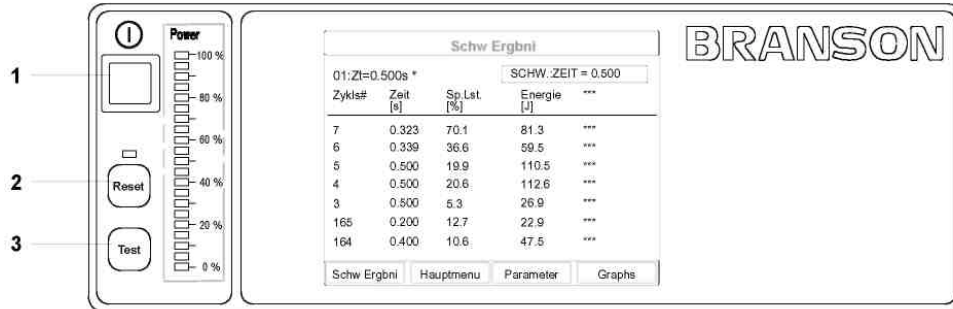 Power
100 %
80 %
60 %
40 %
20 %
0 %
1
2
3
Reset
Test
Schw Ergbni
01:Zt=0.500s * SCHW.:ZEIT = 0.500
Zykls# Zeit [s] Sp.Lst. [%] Energie [J] ***
7 0.323 70.1 81.3 ***
6 0.339 36.6 59.5 ***
5 0.500 19.9 110.5 ***
4 0.500 20.6 112.6 ***
3 0.500 5.3 26.9 ***
165 0.200 12.7 22.9 ***
164 0.400 10.6 47.5 ***
Schw Ergbni Hauptmenu Parameter Graphs
BRANSON